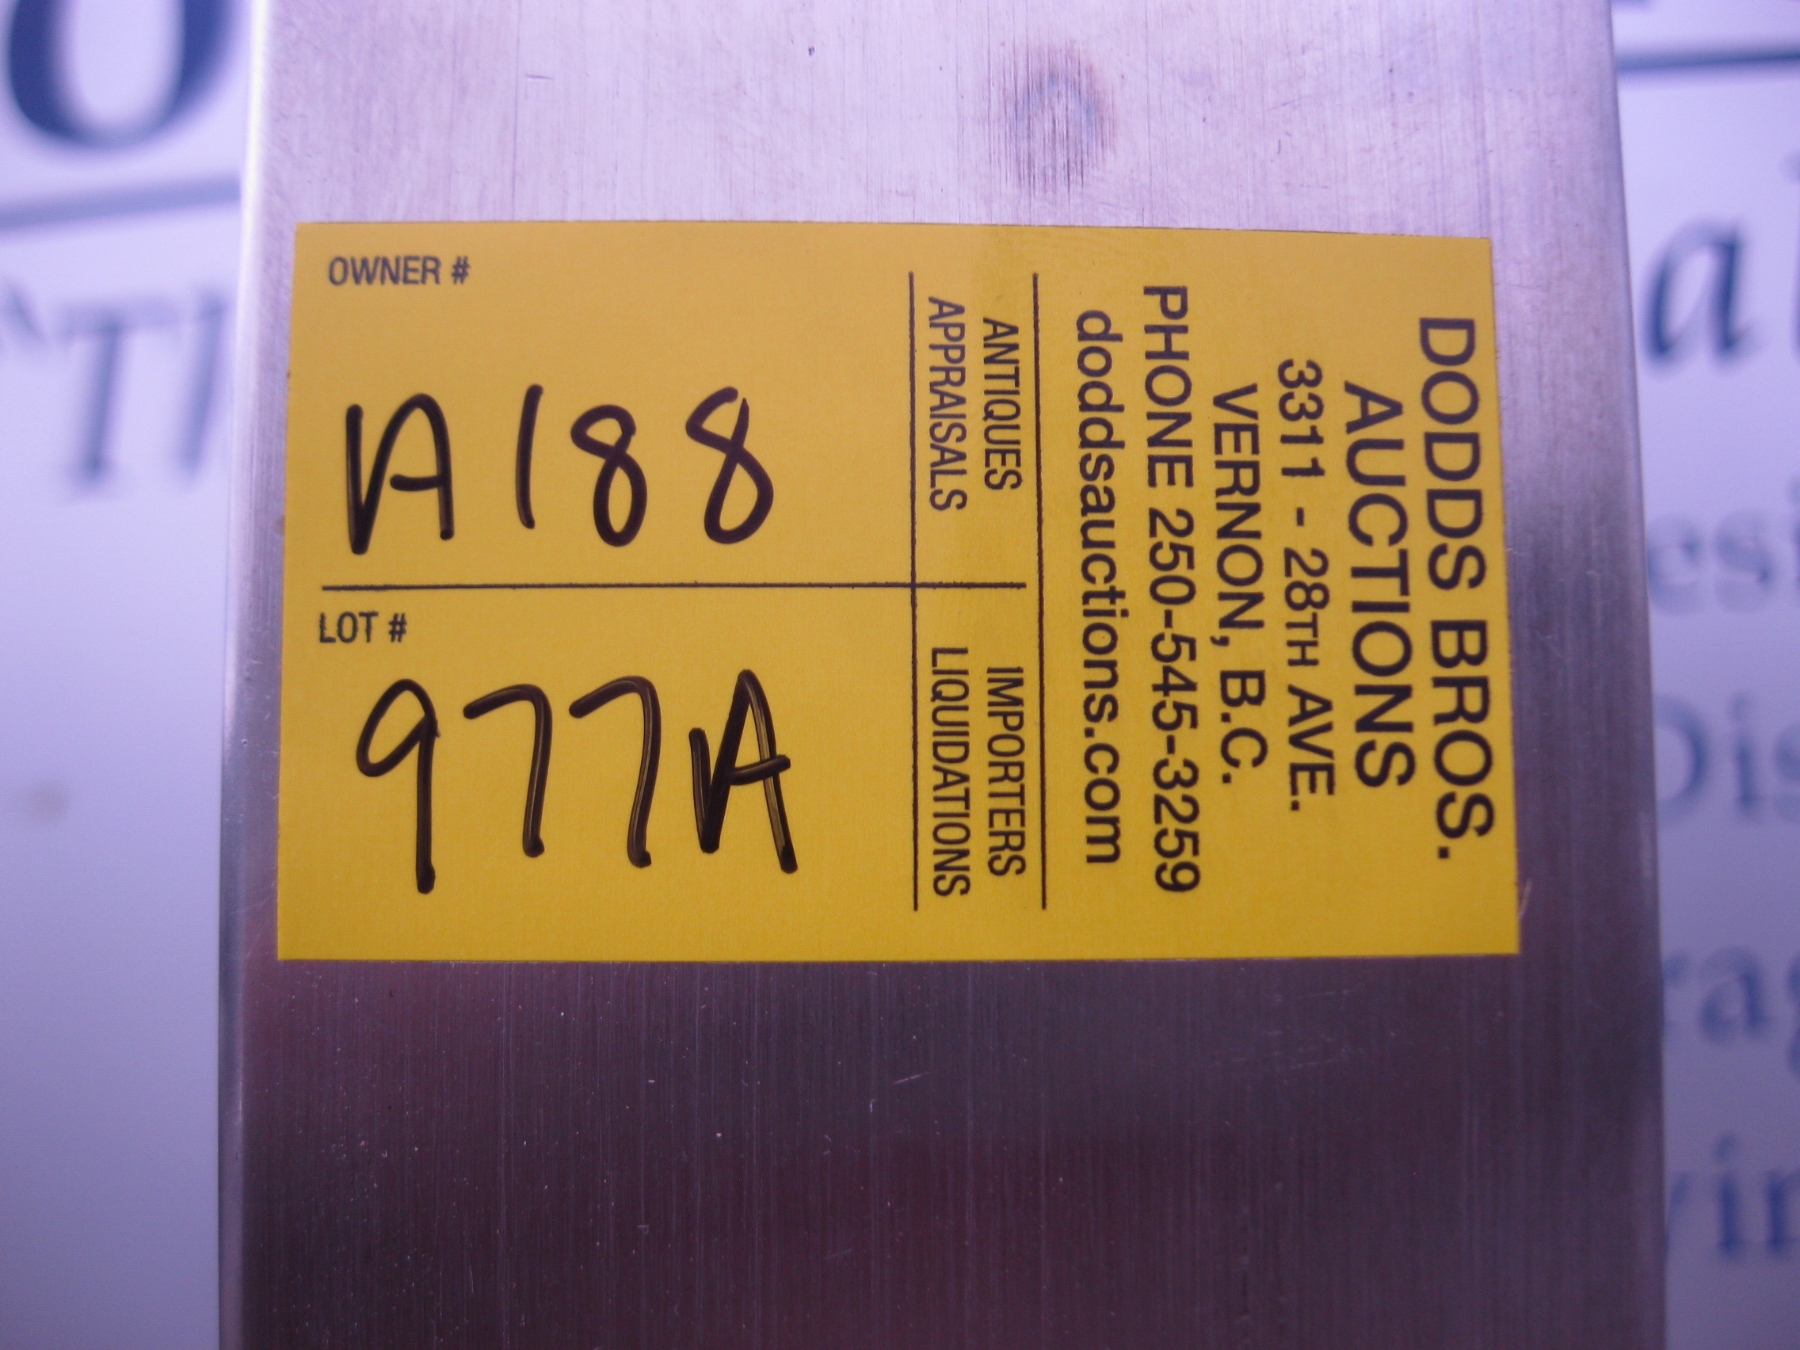 DODDS BROS.
AUCTIONS
3311 - 28TH AVE.
VERNON, B.C.
PHONE 250-545-3259
doddsauctions.com
ANTIQUES
APPRAISALS
IMPORTERS
LIQUIDATIONS
OWNER #
A188
LOT #
977A